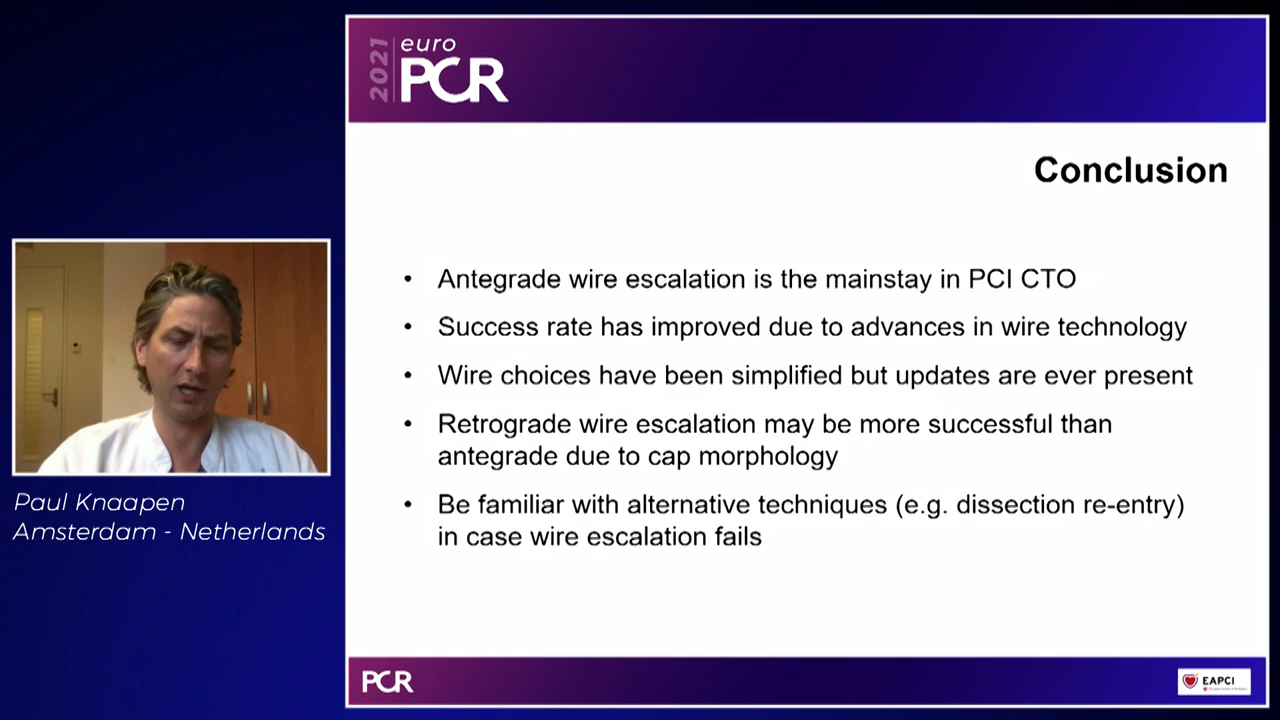 2021
euro
PCR
Conclusion
• Antegrade wire escalation is the mainstay in PCI CTO
• Success rate has improved due to advances in wire technology
• Wire choices have been simplified but updates are ever present
• Retrograde wire escalation may be more successful than
antegrade due to cap morphology
• Be familiar with alternative techniques (e.g. dissection re-entry)
in case wire escalation fails
Paul Knaapen
Amsterdam - Netherlands
PCR
EAPCI